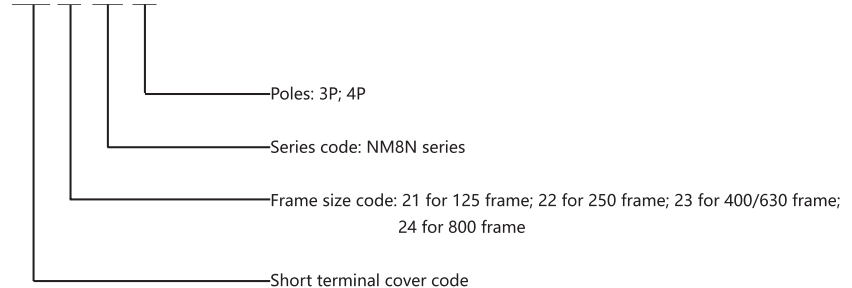 Poles: 3P; 4P
Series code: NM8N series
Frame size code: 21 for 125 frame; 22 for 250 frame; 23 for 400/630 frame;
24 for 800 frame
Short terminal cover code